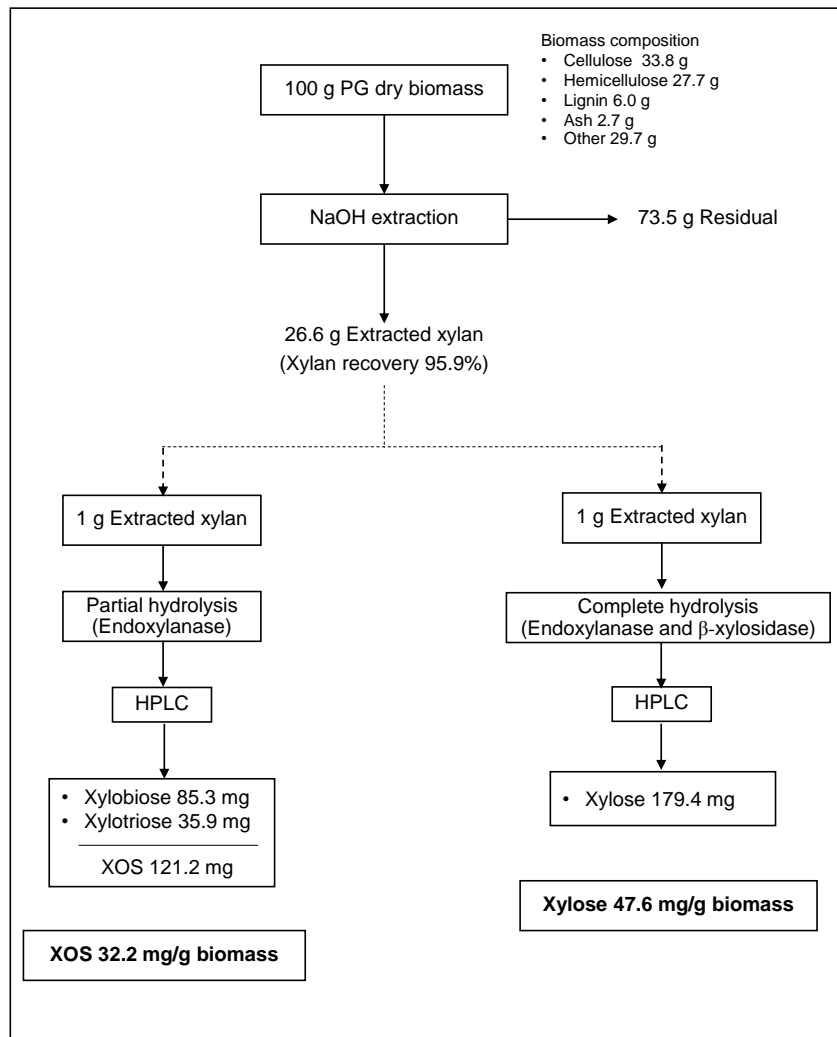 Biomass composition
• Cellulose 33.8 g
• Hemicellulose 27.7 g
• Lignin 6.0 g
• Ash 2.7 g
• Other 29.7 g
100 g PG dry biomass
NaOH extraction
73.5 g Residual
26.6 g Extracted xylan
(Xylan recovery 95.9%)
1 g Extracted xylan
Partial hydrolysis
(Endoxylanase)
HPLC
• Xylobiose 85.3 mg
• Xylotriose 35.9 mg
XOS 121.2 mg
XOS 32.2 mg/g biomass
1 g Extracted xylan
Complete hydrolysis
(Endoxylanase and β-xylosidase)
HPLC
• Xylose 179.4 mg
Xylose 47.6 mg/g biomass